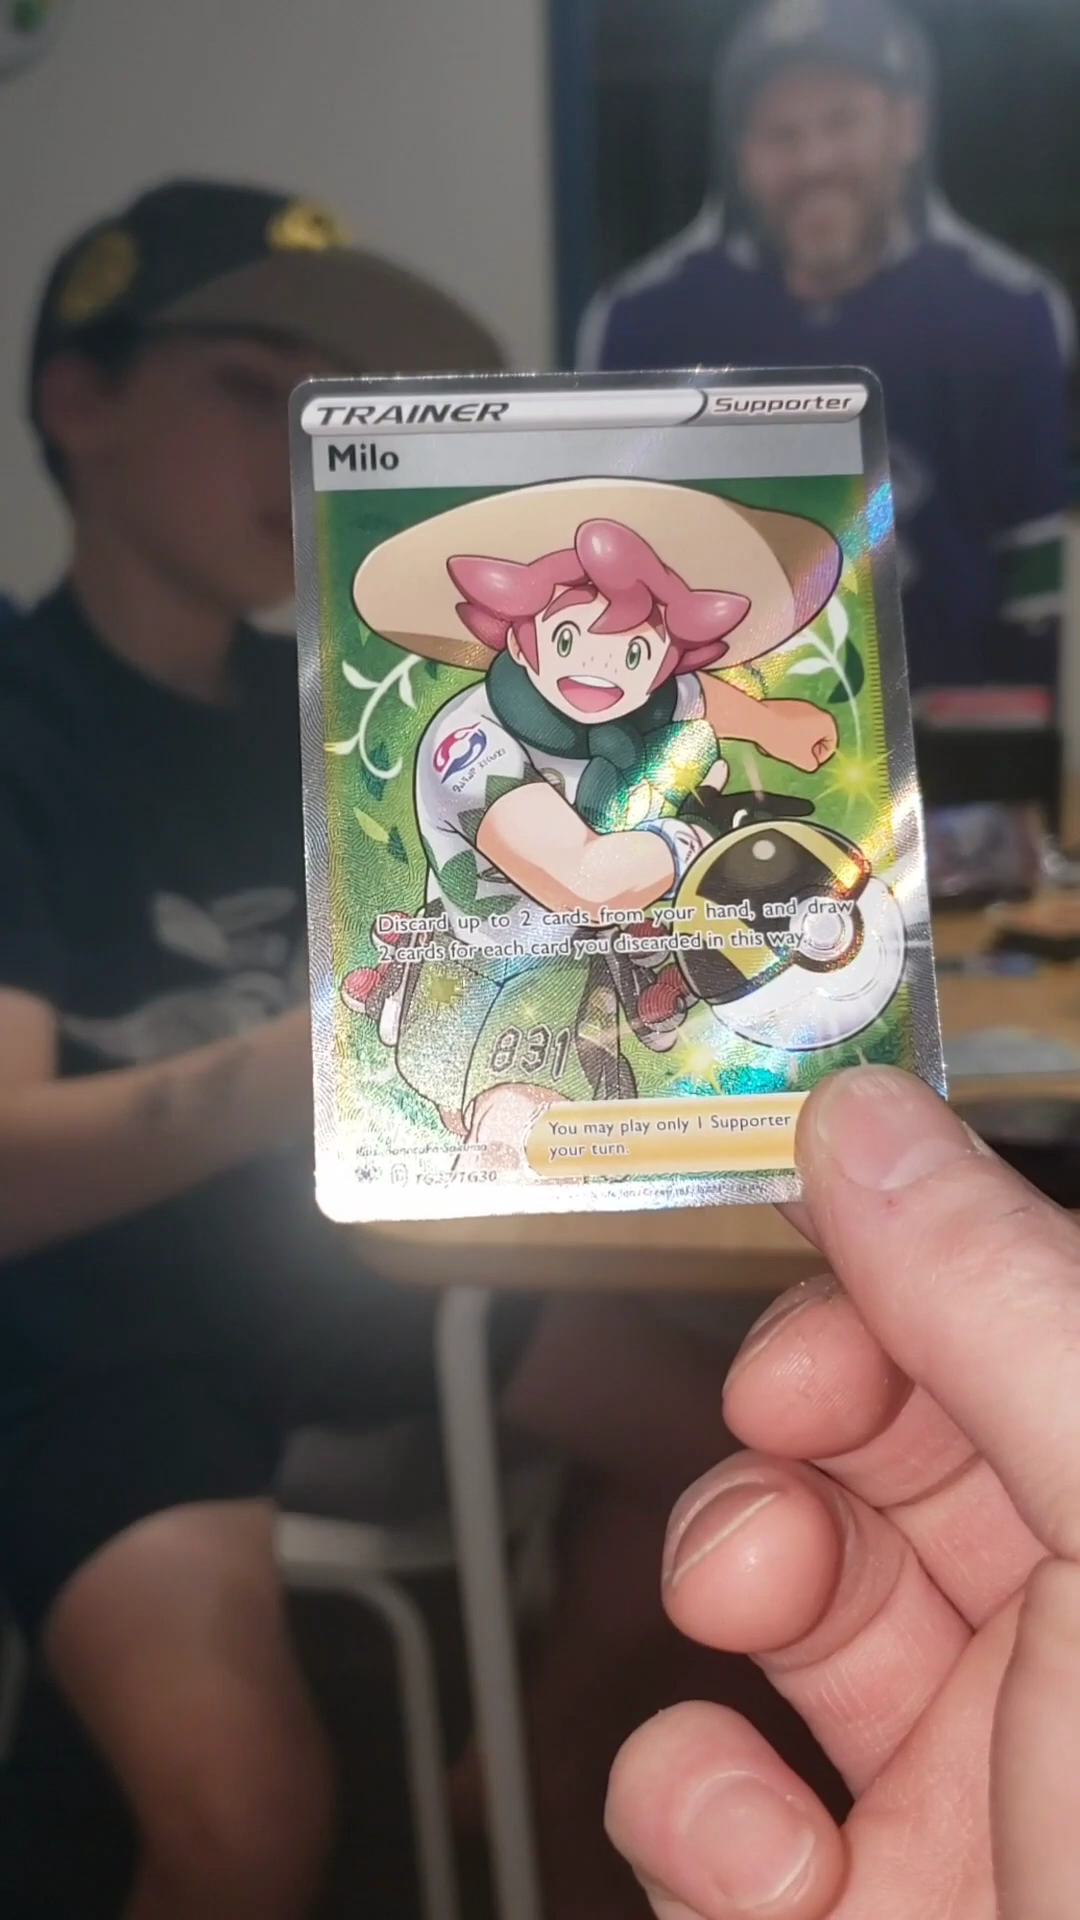 TRAINER
Supporter
Milo
Discard up to 2 cards from your hand, and draw
2 cards for each card you discarded in this way.
831
You may play only 1 Supporter
your turn.